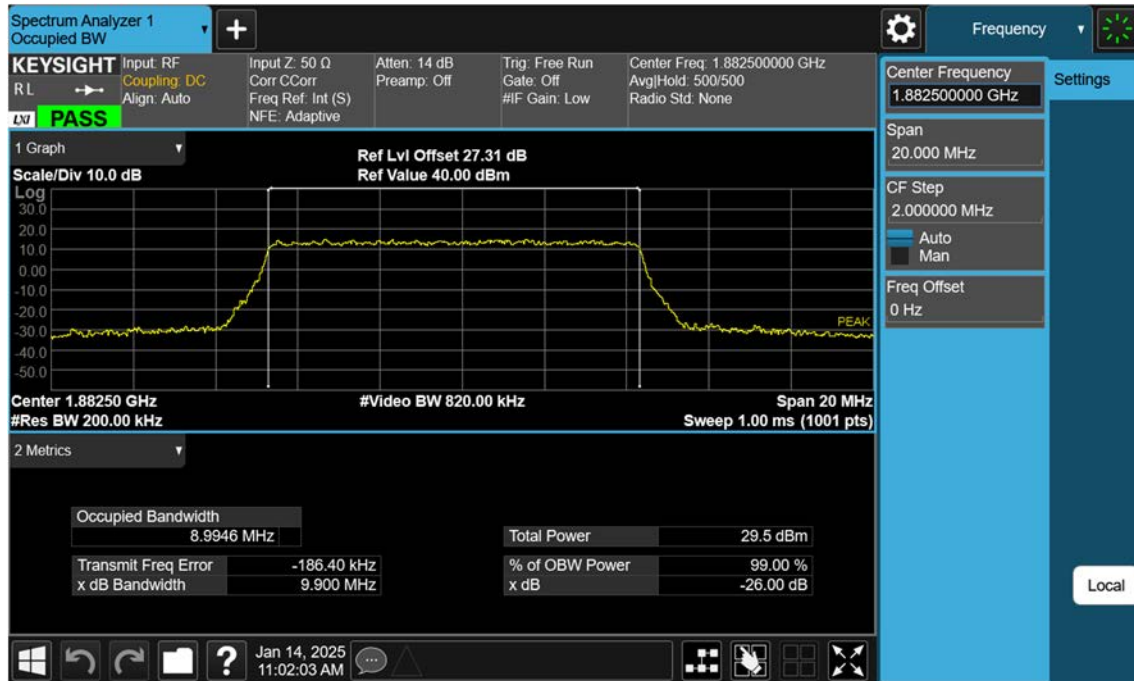 Spectrum Analyzer 1
Occupied BW
+
Frequency
KEYSIGHT
R L
LXI PASS
Input: RF
Coupling: DC
Align: Auto
Input Z: 50 Ω
Corr CCorr
Freq Ref: Int (S)
NFE: Adaptive
Atten: 14 dB
Preamp: Off
Trig: Free Run
Gate: Off
#IF Gain: Low
Center Freq: 1.882500000 GHz
Avg|Hold: 500/500
Radio Std: None
Center Frequency
1.882500000 GHz
Settings
Span
20.000 MHz
CF Step
2.000000 MHz
Auto
Man
Freq Offset
0 Hz
Local
1 Graph
Scale/Div 10.0 dB
Ref Lvl Offset 27.31 dB
Ref Value 40.00 dBm
Log
30.0
20.0
10.0
0.00
-10.0
-20.0
-30.0
-40.0
-50.0
PEAK
Center 1.88250 GHz
#Video BW 820.00 kHz
Span 20 MHz
#Res BW 200.00 kHz
Sweep 1.00 ms (1001 pts)
2 Metrics
Occupied Bandwidth
8.9946 MHz
Total Power 29.5 dBm
Transmit Freq Error -186.40 kHz
% of OBW Power 99.00 %
x dB Bandwidth 9.900 MHz
x dB -26.00 dB
?
Jan 14, 2025
11:02:03 AM